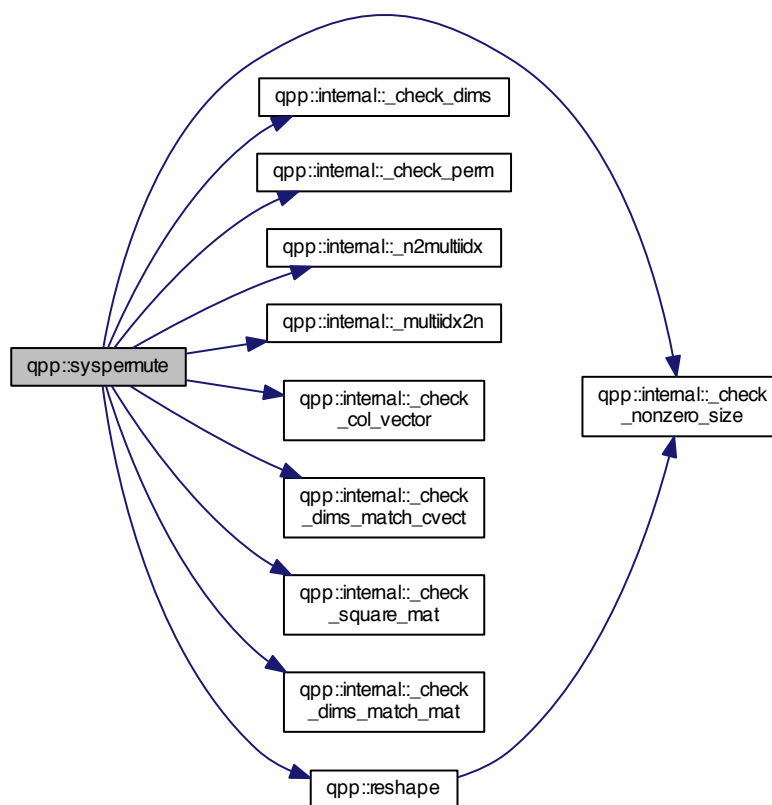 qpp::internal::_check_dims
qpp::internal::_check_perm
qpp::internal::_n2multiidx
qpp::internal::_multiidx2n
qpp::syspermute
qpp::internal::_check
_col_vector
qpp::internal::_check
_nonzero_size
qpp::internal::_check
_dims_match_cvect
qpp::internal::_check
_square_mat
qpp::internal::_check
_dims_match_mat
qpp::reshape